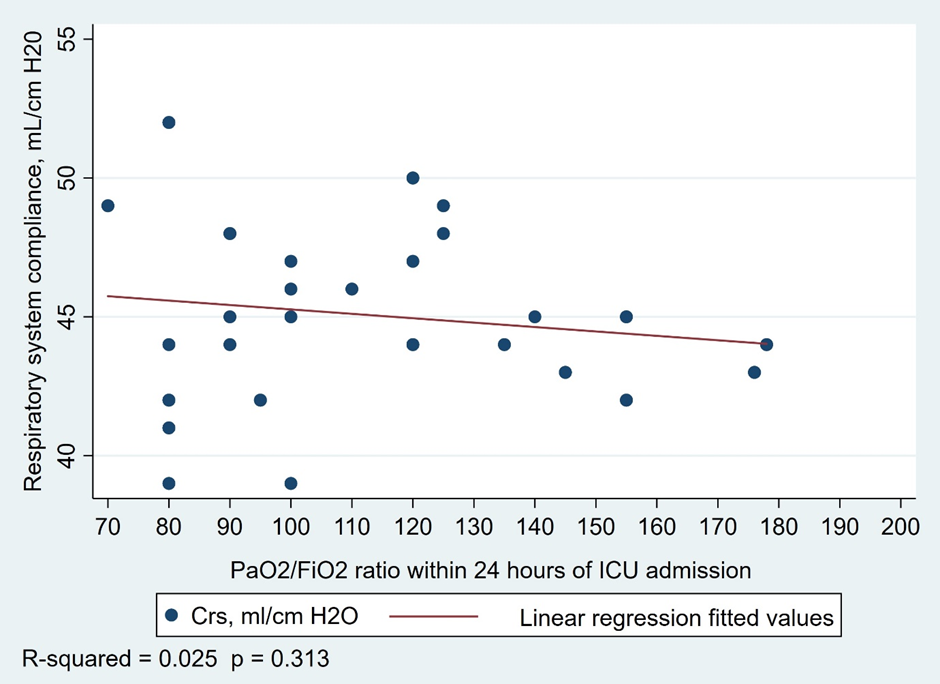 Respiratory system compliance, mL/cm H20
55
50
45
40
70 80 90 100 110 120 130 140 150 160 170 180 190 200
PaO2/FiO2 ratio within 24 hours of ICU admission
Crs, ml/cm H2O Linear regression fitted values
R-squared = 0.025 p = 0.313